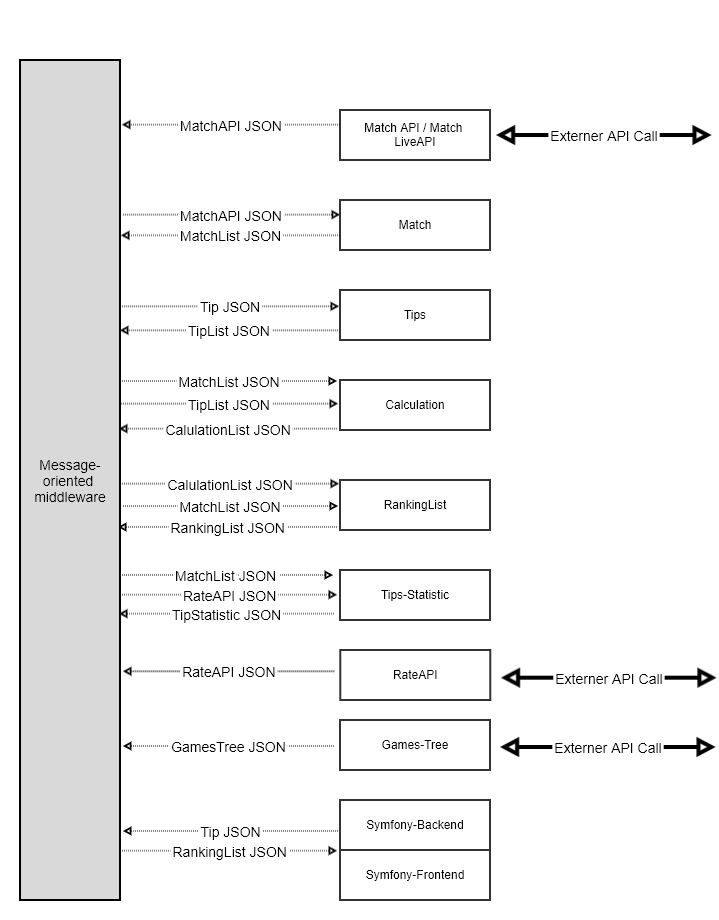 MatchAPI JSON
Match API / Match
LiveAPI
Externer API Call
MatchAPI JSON
MatchList JSON
Match
Tip JSON
TipList JSON
Tips
MatchList JSON
TipList JSON
CalulationList JSON
Calculation
Message-
oriented
middleware
CalulationList JSON
MatchList JSON
RankingList JSON
RankingList
MatchList JSON
RateAPI JSON
TipStatistic JSON
Tips-Statistic
RateAPI JSON
RateAPI
Externer API Call
GamesTree JSON
Games-Tree
Externer API Call
Tip JSON
RankingList JSON
Symfony-Backend
Symfony-Frontend